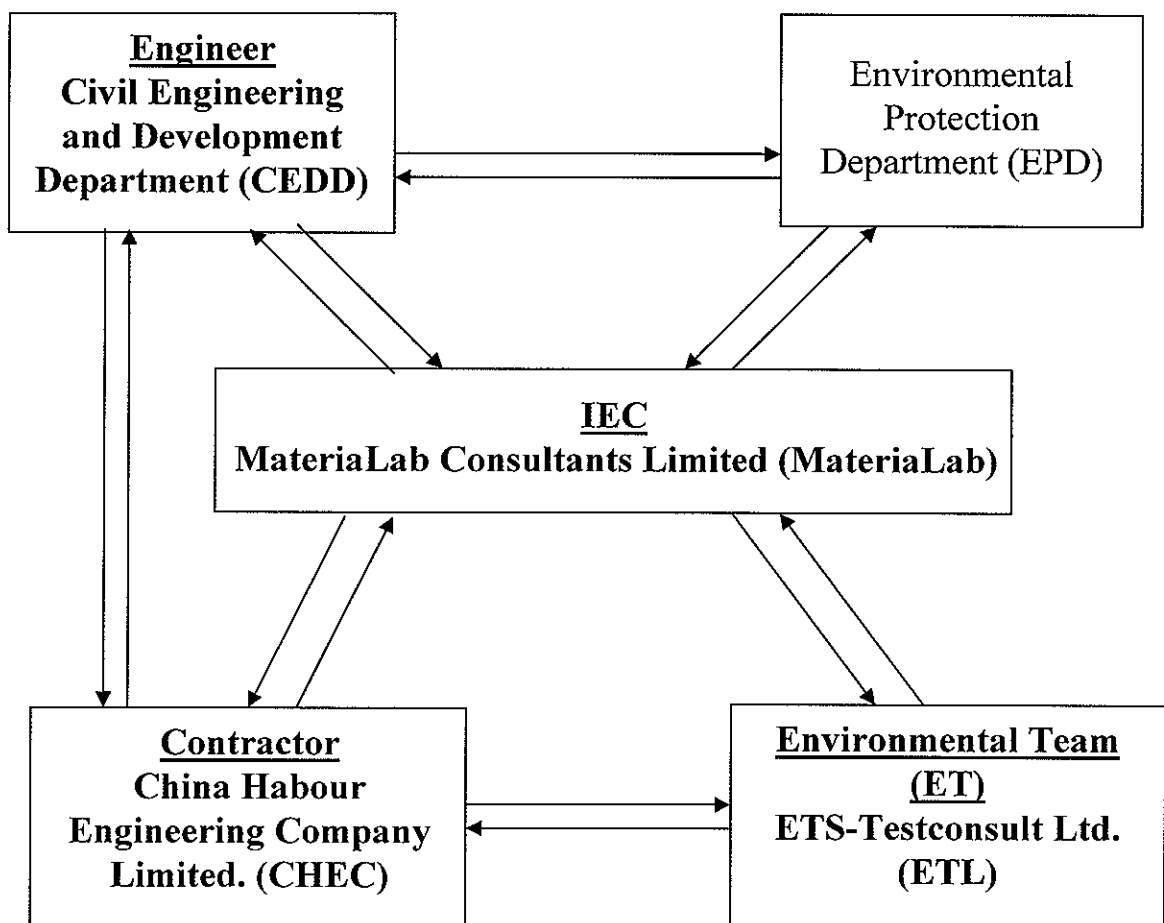 Engineer
Civil Engineering
and Development
Department (CEDD)
Environmental
Protection
Department (EPD)
IEC
MateriaLab Consultants Limited (MateriaLab)
Contractor
China Habour
Engineering Company
Limited. (CHEC)
Environmental Team
(ET)
ETS-Testconsult Ltd.
(ETL)